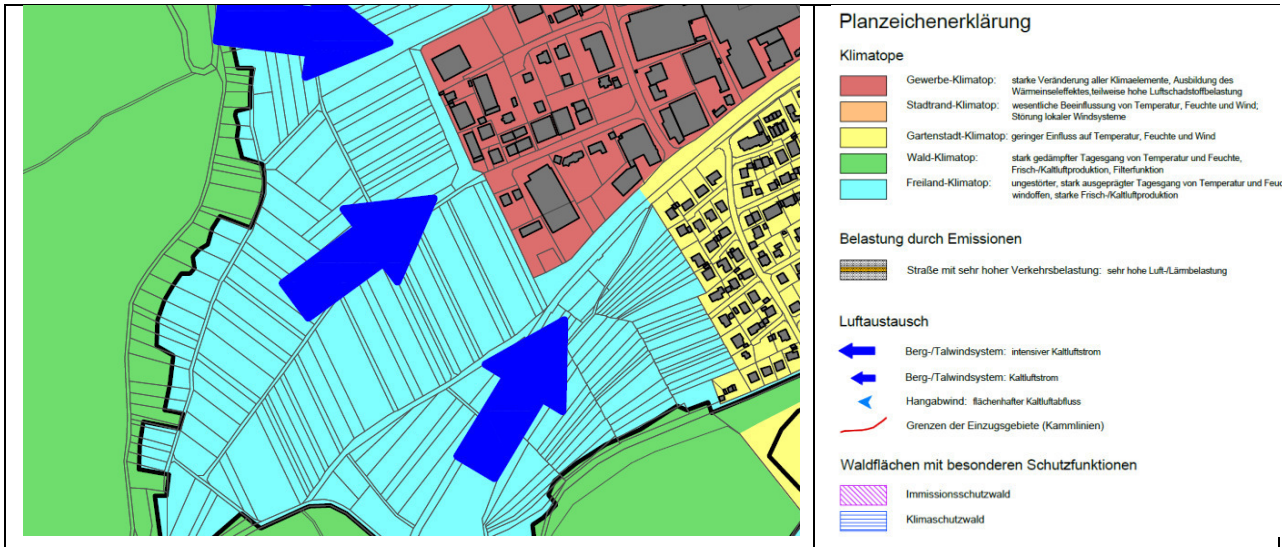 Planzeichenerklärung
Klimatope
Gewerbe-Klimatop: starke Veränderung aller Klimaelemente, Ausbildung des
Wärmeinseleffektes,teilweise hohe Luftschadstoffbelastung
Stadtrand-Klimatop: wesentliche Beeinflussung von Temperatur, Feuchte und Wind;
Störung lokaler Windsysteme
Gartenstadt-Klimatop: geringer Einfluss auf Temperatur, Feuchte und Wind
Wald-Klimatop: stark gedämpfter Tagesgang von Temperatur und Feuchte,
Frisch-/Kaltluftproduktion, Filterfunktion
Freiland-Klimatop: ungestörter, stark ausgeprägter Tagesgang von Temperatur und Feuc
windoffen, starke Frisch-/Kaltluftproduktion
Belastung durch Emissionen
Straße mit sehr hoher Verkehrsbelastung: sehr hohe Luft-/Lärmbelastung
Luftaustausch
Berg-/Talwindsystem: intensiver Kaltluftstrom
Berg-/Talwindsystem: Kaltluftstrom
Hangabwind: flächenhafter Kaltluftabfluss
Grenzen der Einzugsgebiete (Kammlinien)
Waldflächen mit besonderen Schutzfunktionen
Immissionsschutzwald
Klimaschutzwald